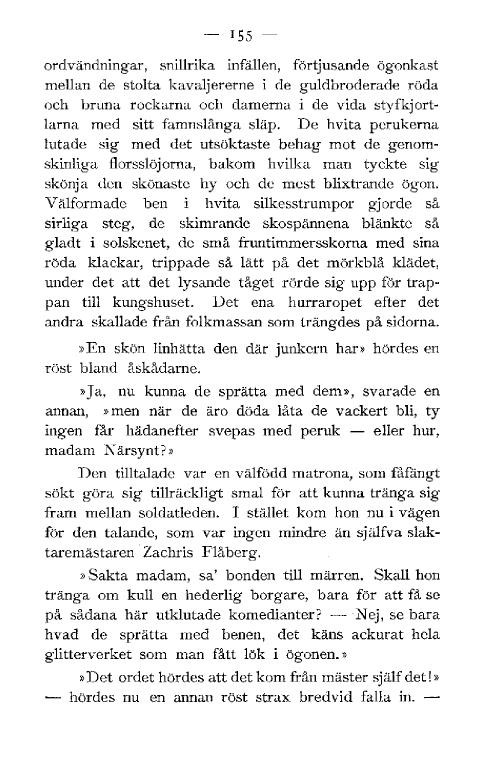 — 155 —
ordvändningar, snillrika infällen, förtjusande ögonkast
mellan de stolta kavaljererne i de guldbroderade röda
och bruna rockarna och damerna i de vida styfkjort-
larna med sitt famnslånga släp. De hvita perukerna
lutade sig med det utsöktaste behag mot de genom-
skinliga florsslöjorna, bakom hvilka man tyckte sig
skönja den skönaste hy och de mest blixtrande ögon.
Välformade ben i hvita silkesstrumpor gjorde så
sirliga steg, de skimrande skospännena blänkte så
gladt i solskenet, de små fruntimmersskorna med sina
röda klackar, trippade så lätt på det mörkblå klädet,
under det att det lysande tåget rörde sig upp för trap-
pan till kungshuset. Det ena hurraropet efter det
andra skallade från folkmassan som trängdes på sidorna.
»En skön linhätta den där junkern har» hördes en
röst bland åskådarne.
»Ja, nu kunna de sprätta med dem», svarade en
annan, »men när de äro döda låta de vackert bli, ty
ingen får hädanefter svepas med peruk — eller hur,
madam Närsynt?»
Den tilltalade var en välfödd matrona, som fåfängt
sökt göra sig tillräckligt smal för att kunna tränga sig
fram mellan soldatleden. I stället kom hon nu i vägen
för den talande, som var ingen mindre än själfva slak-
taremästaren Zachris Flåberg.
»Sakta madam, sa' bonden till märren. Skall hon
tränga om kull en hederlig borgare, bara för att få se
på sådana här utklutade komedianter? — Nej, se bara
hvad de sprätta med benen, det käns ackurat hela
glitterverket som man fått lök i ögonen.»
»Det ordet hördes att det kom från mäster själf det!»
— hördes nu en annan röst strax bredvid falla in. —